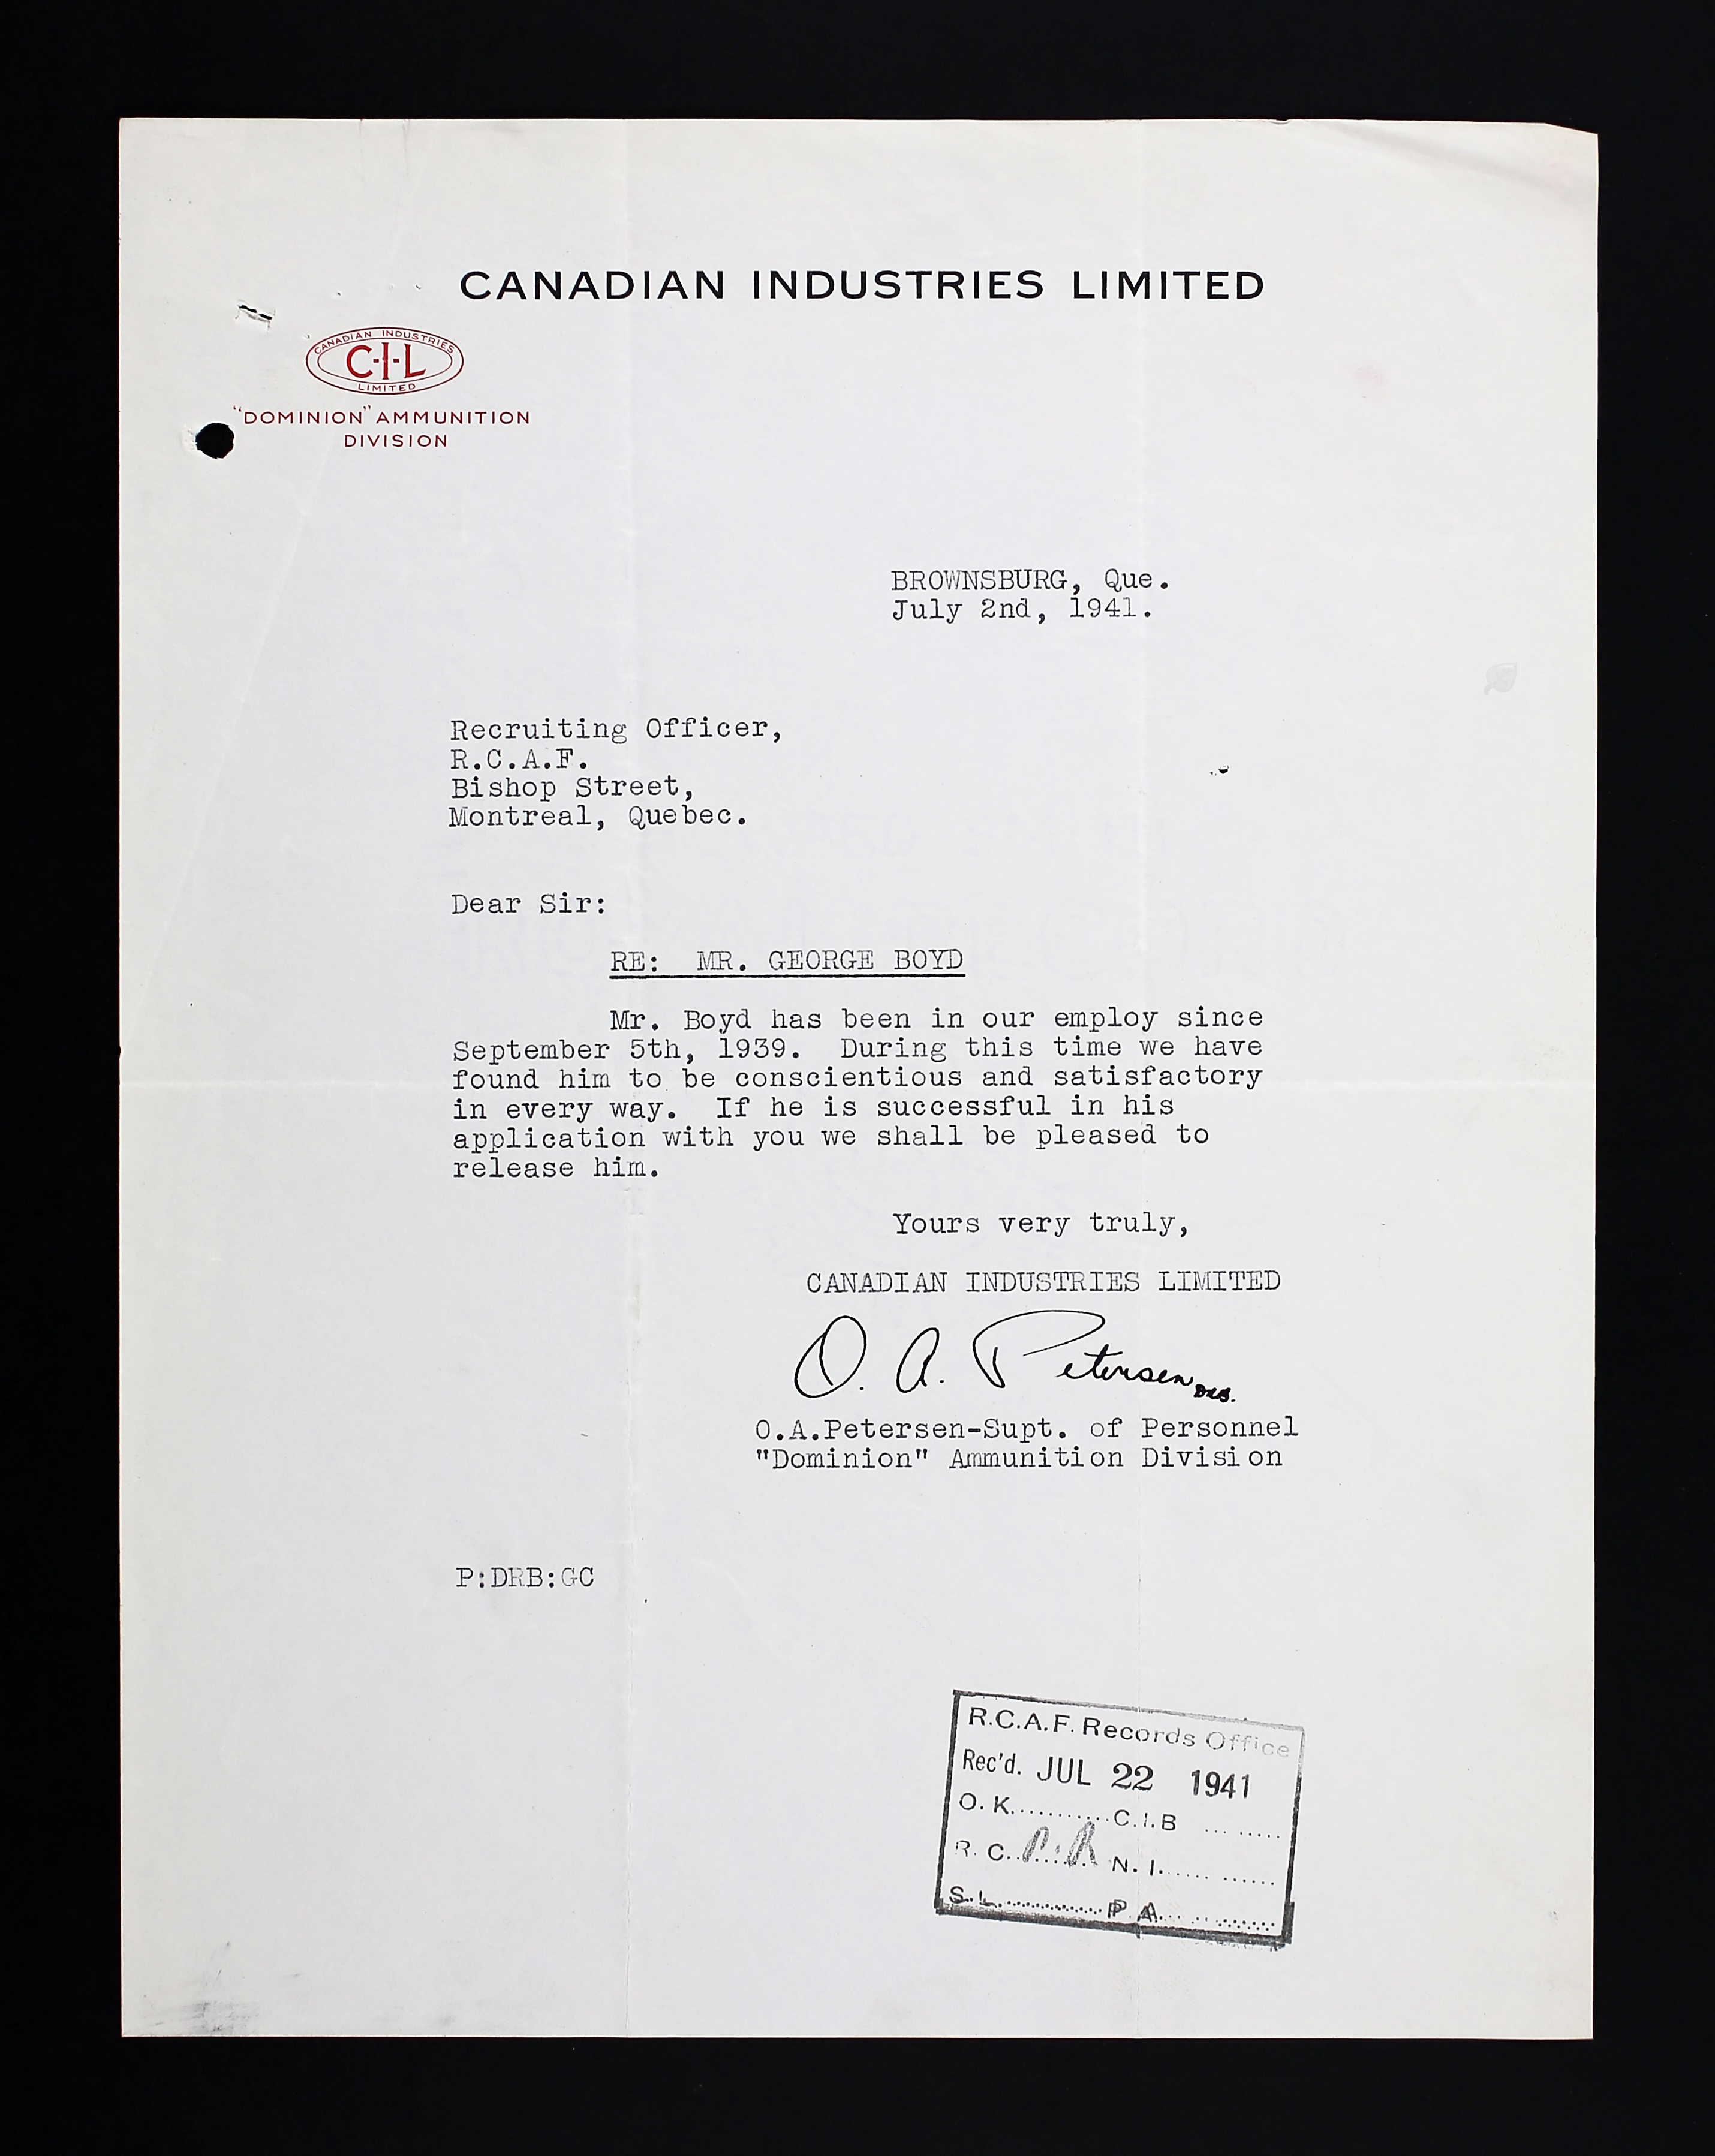 CANADIAN INDUSTRIES LIMITED
CANADIAN INDUSTRIES
C-I-L
LIMITED
"DOMINION" AMMUNITION
DIVISION
BROWNSBURG, Que.
July 2nd, 1941.
Recruiting Officer,
R.C.A.F.
Bishop Street,
Montreal, Quebec.
Dear Sir:
RE: MR. GEORGE BOYD
Mr. Boyd has been in our employ since
September 5th, 1939. During this time we have
found him to be conscientious and satisfactory
in every way. If he is successful in his
application with you we shall be pleased to
release him.
Yours very truly,
CANADIAN INDUSTRIES LIMITED
O. A. Petersen DRB.
O.A.Petersen-Supt. of Personnel
"Dominion" Ammunition Division
P:DRB:GC
R.C.A.F. Records Office
Rec'd. JUL 22 1941
O. K...........C.I.B ... ......
R. C.......... N. I...... ......
S. L. ............... P. A.... .. .......